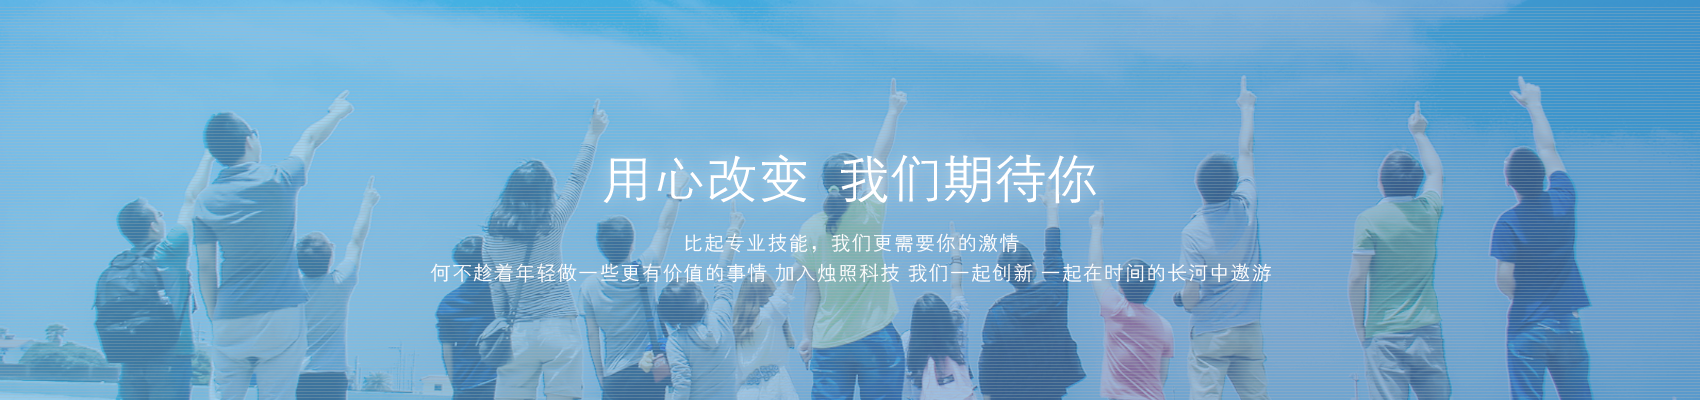 用心改变 我们期待你
比起专业技能，我们更需要你的激情
何不趁着年轻做一些更有价值的事情 加入烛照科技 我们一起创新 一起在时间的长河中遨游